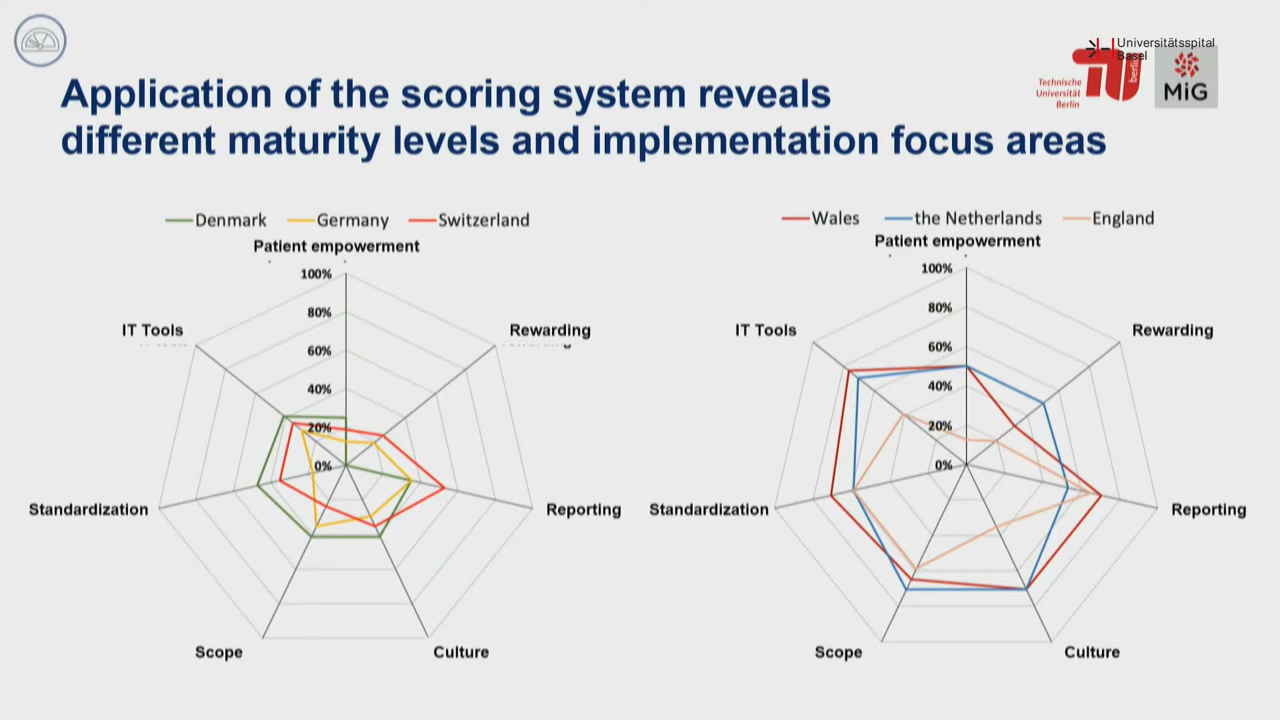 Universitätsspital
Basel
Technische
Universität
Berlin
berlin
MiG
Application of the scoring system reveals
different maturity levels and implementation focus areas
Denmark Germany Switzerland
Patient empowerment
100%
80%
60%
40%
20%
0%
IT Tools
Rewarding
Standardization
Reporting
Scope
Culture
Wales the Netherlands England
Patient empowerment
100%
80%
60%
40%
20%
0%
IT Tools
Rewarding
Standardization
Reporting
Scope
Culture